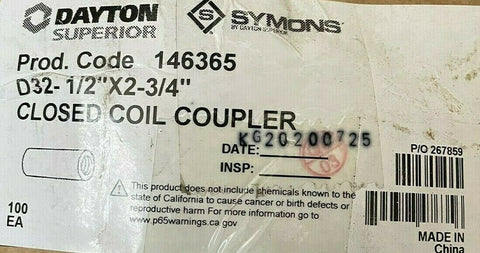 DAYTON
SUPERIOR
SYMONS
BY DAYTON SUPERIOR
Prod. Code 146365
D32- 1/2"X2-3/4"
CLOSED COIL COUPLER
KG20200725
DATE:
INSP:
P/O 267859
This product does not include chemicals known to the
state of California to cause cancer or birth defects or
reproductive harm For more information go to
www.p65warnings.ca.gov
100
EA
Made in
China